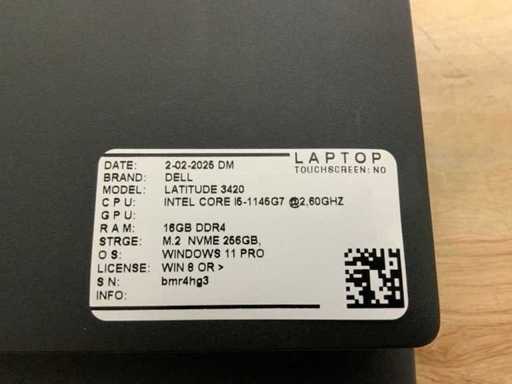 LAPTOP
TOUCHSCREEN: NO
DATE: 2-02-2025 DM
BRAND: DELL
MODEL: LATITUDE 3420
CPU: INTEL CORE I5-1145G7 @2,60GHZ
GPU:
RAM: 16GB DDR4
STRGE: M.2 NVME 256GB,
OS: WINDOWS 11 PRO
LICENSE: WIN 8 OR >
SN: bmr4hg3
INFO: